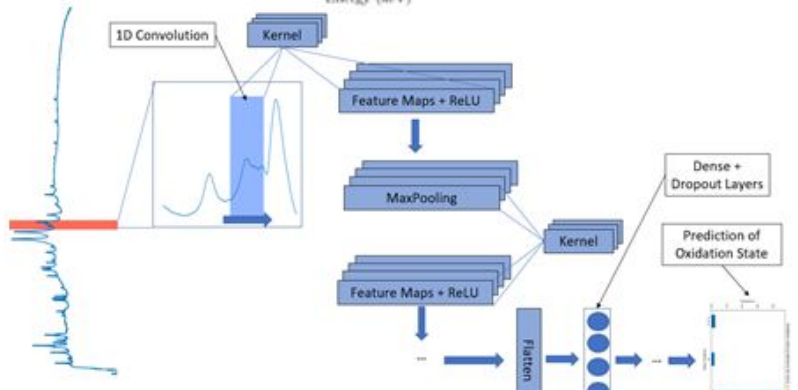 1D Convolution
Kernel
Feature Maps + ReLU
MaxPooling
Dense +
Dropout Layers
Kernel
Prediction of
Oxidation State
Feature Maps + ReLU
...
Flatten
...